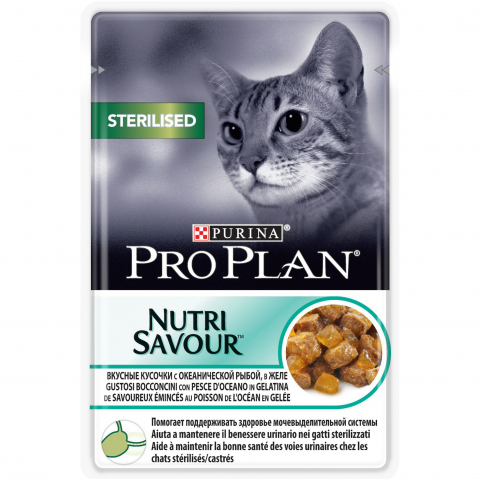 STERILISED
PURINA®
PRO PLAN®
NUTRI
SAVOUR™
ВКУСНЫЕ КУСОЧКИ С ОКЕАНИЧЕСКОЙ РЫБОЙ, В ЖЕЛЕ
GUSTOSI BOCCONCINI CON PESCE D'OCEANO IN GELATINA
DE SAVOUREUX ÉMINCÉS AU POISSON DE L'OCÉAN EN GELÉE
Помогает поддерживать здоровье мочевыделительной системы
Aiuta a mantenere il benessere urinario nei gatti sterilizzati
Aide à maintenir la bonne santé des voies urinaires chez les
chats stérilisés/castrés